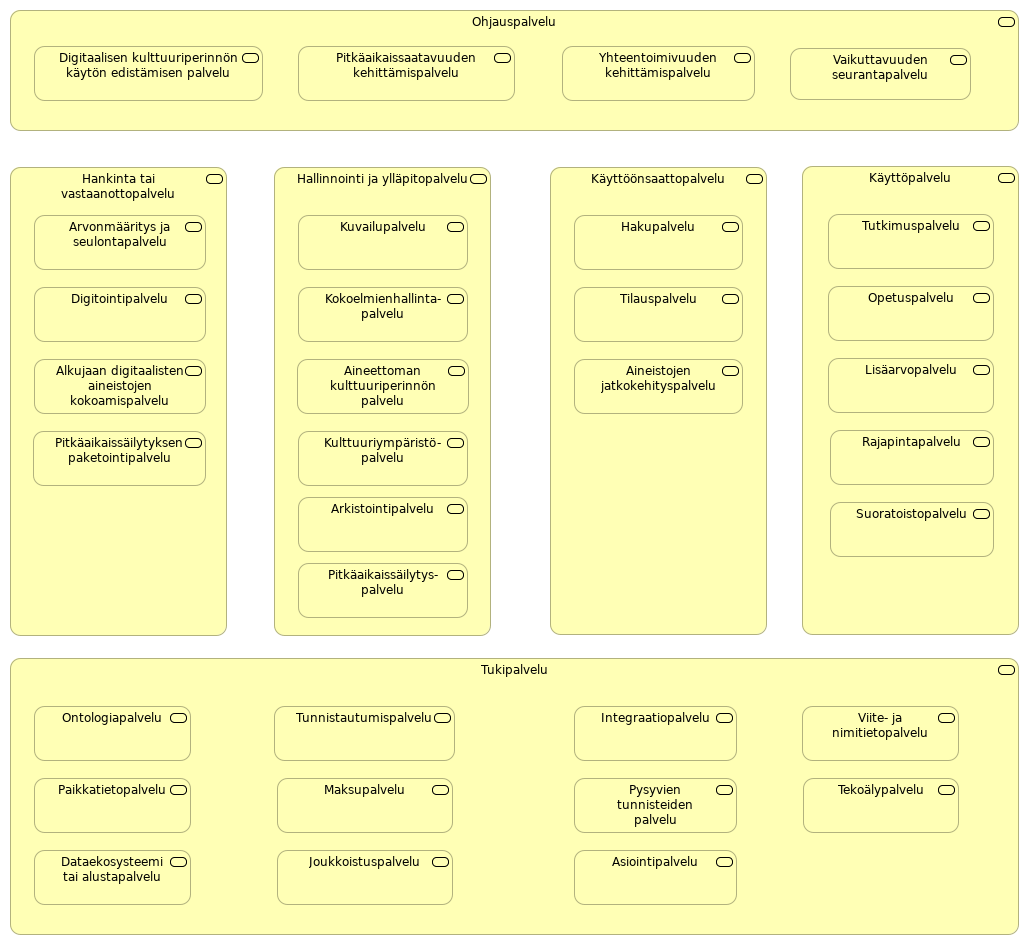 Ohjauspalvelu
Digitaalisen kulttuuriperinnön
käytön edistämisen palvelu
Pitkäaikaissaatavuuden
kehittämispalvelu
Yhteentoimivuuden
kehittämispalvelu
Vaikuttavuuden
seurantapalvelu
Hankinta tai
vastaanottopalvelu
Arvonmääritys ja
seulontapalvelu
Digitointipalvelu
Alkujaan digitaalisten
aineistojen
kokoamispalvelu
Pitkäaikaissäilytyksen
paketointipalvelu
Hallinnointi ja ylläpitopalvelu
Kuvailupalvelu
Kokoelmienhallinta-
palvelu
Aineettoman
kulttuuriperinnön
palvelu
Kulttuuriympäristö-
palvelu
Arkistointipalvelu
Pitkäaikaissäilytys-
palvelu
Käyttöönsaattopalvelu
Hakupalvelu
Tilauspalvelu
Aineistojen
jatkokehityspalvelu
Käyttöpalvelu
Tutkimuspalvelu
Opetuspalvelu
Lisäarvopalvelu
Rajapintapalvelu
Suoratoistopalvelu
Tukipalvelu
Ontologiapalvelu
Tunnistautumispalvelu
Integraatiopalvelu
Viite- ja
nimitietopalvelu
Paikkatietopalvelu
Maksupalvelu
Pysyvien
tunnisteiden
palvelu
Tekoälypalvelu
Dataekosysteemi
tai alustapalvelu
Joukkoistuspalvelu
Asiointipalvelu